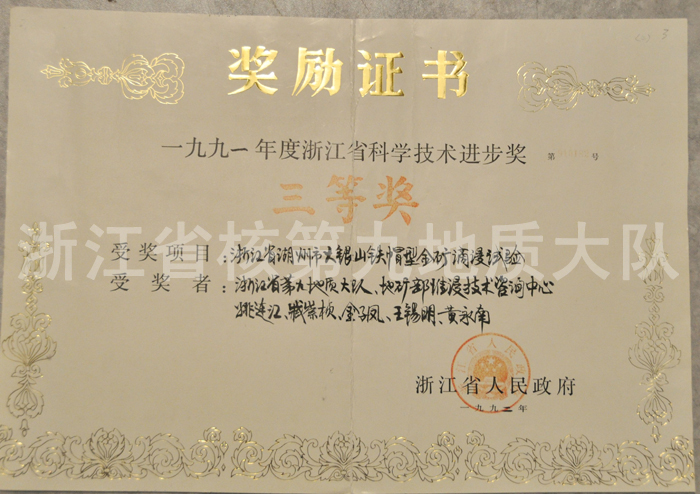 奖励证书
一九九一年度浙江省科学技术进步奖
第 号
三等奖
受奖项目：浙江省湖州市文锡山铁帽型金矿滴浸试验
受奖者：浙江省第九地质大队、地矿部堆浸技术咨询中心
姚连江、臧崇桢、金子凤、王锡明、黄永南
浙江省人民政府
一九九二年
浙江省核第九地质大队